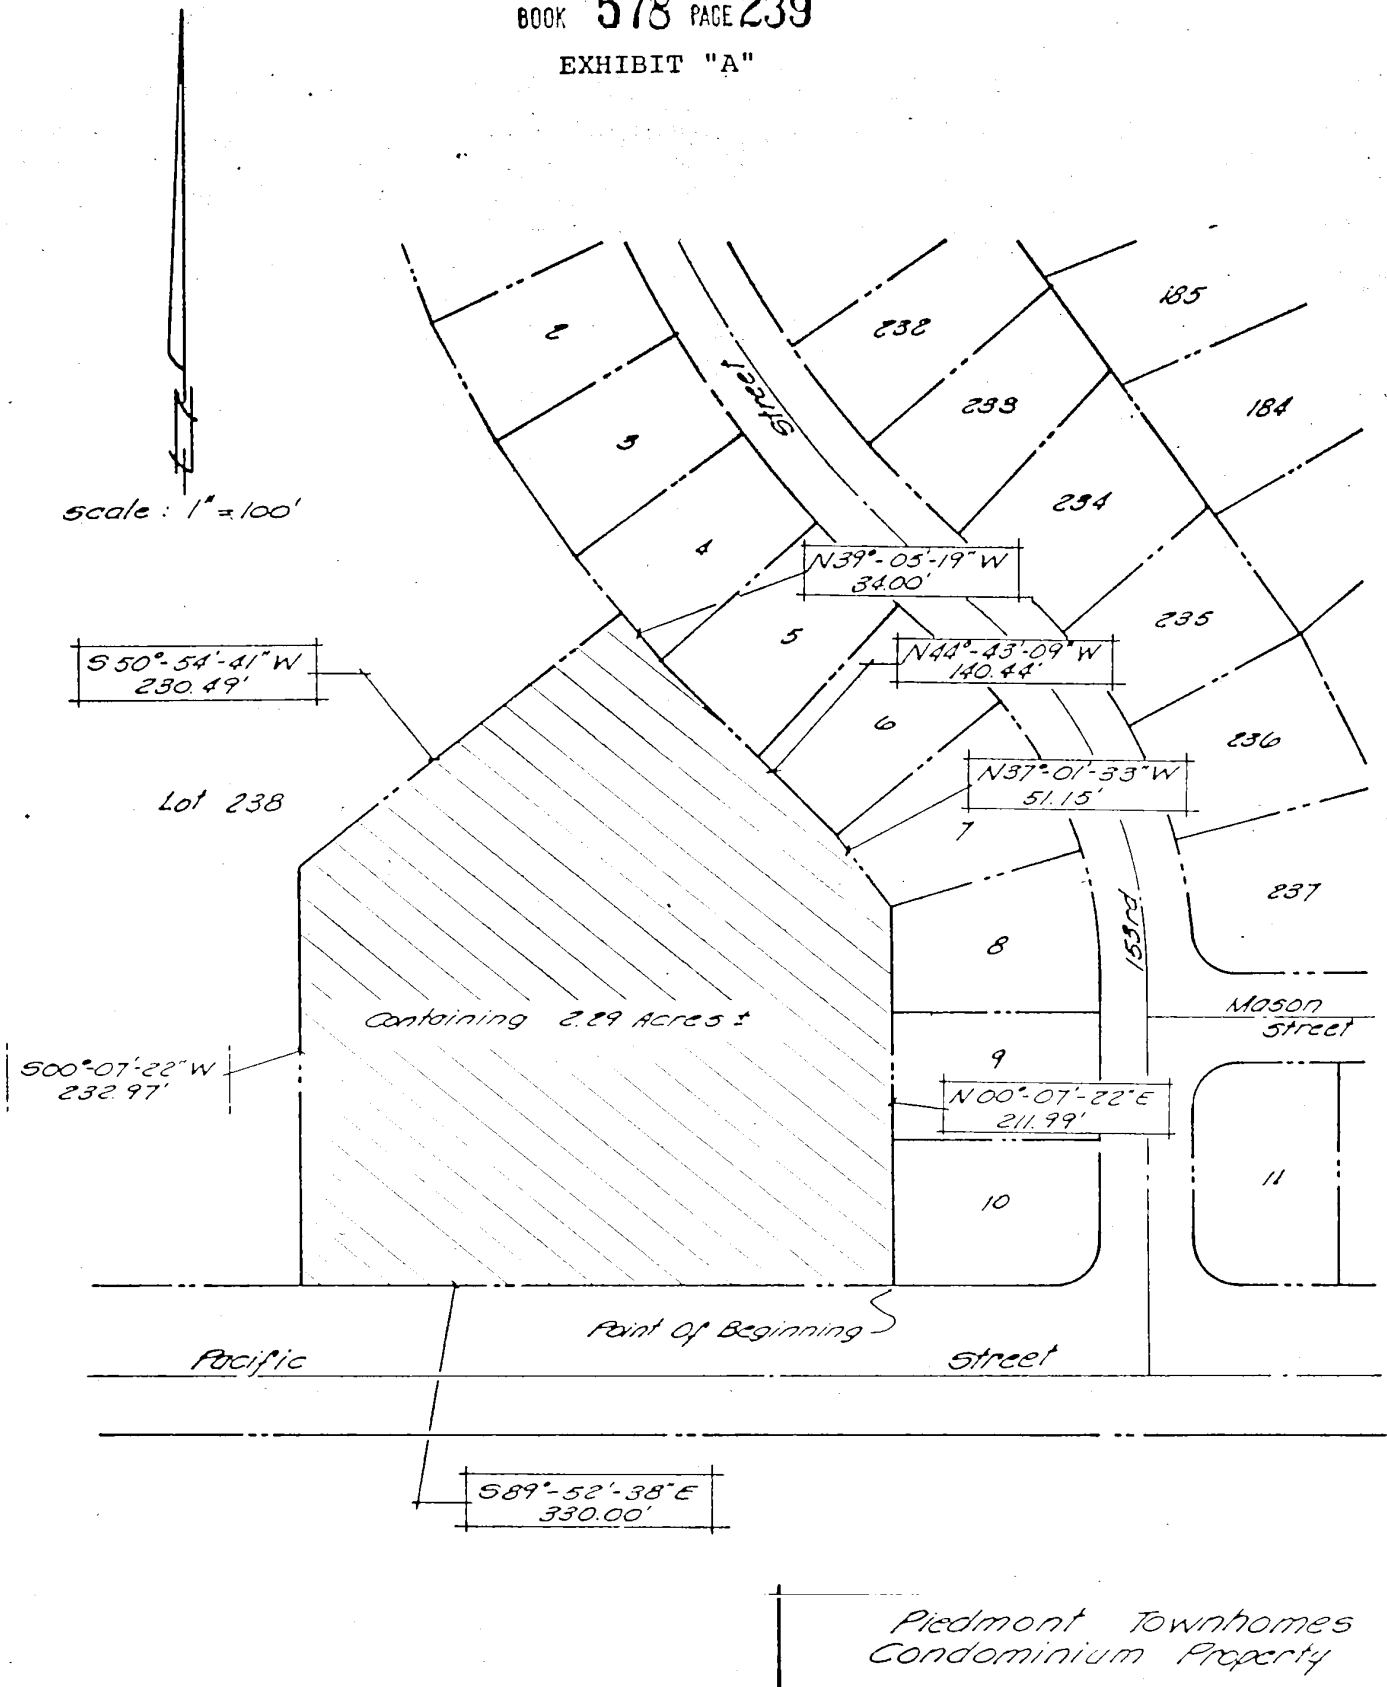 BOOK 578 PAGE 239
EXHIBIT "A"
185
2
232
Street
233
184
3
234
scale : 1" = 100'
4
N39°-05'-19"W
34.00'
5
235
S50°-54'-41"W
230.49'
N44°-43'-09"W
140.44'
6
236
N37°-01'-33"W
51.15'
Lot 238
7
237
153rd
8
Mason
Street
Containing 2.29 Acres ±
9
S00°-07'-22"W
232.97'
N00°-07'-22"E
211.99'
11
10
Point Of Beginning
Pacific Street
S89°-52'-38"E
330.00'
Piedmont Townhomes
Condominium Property